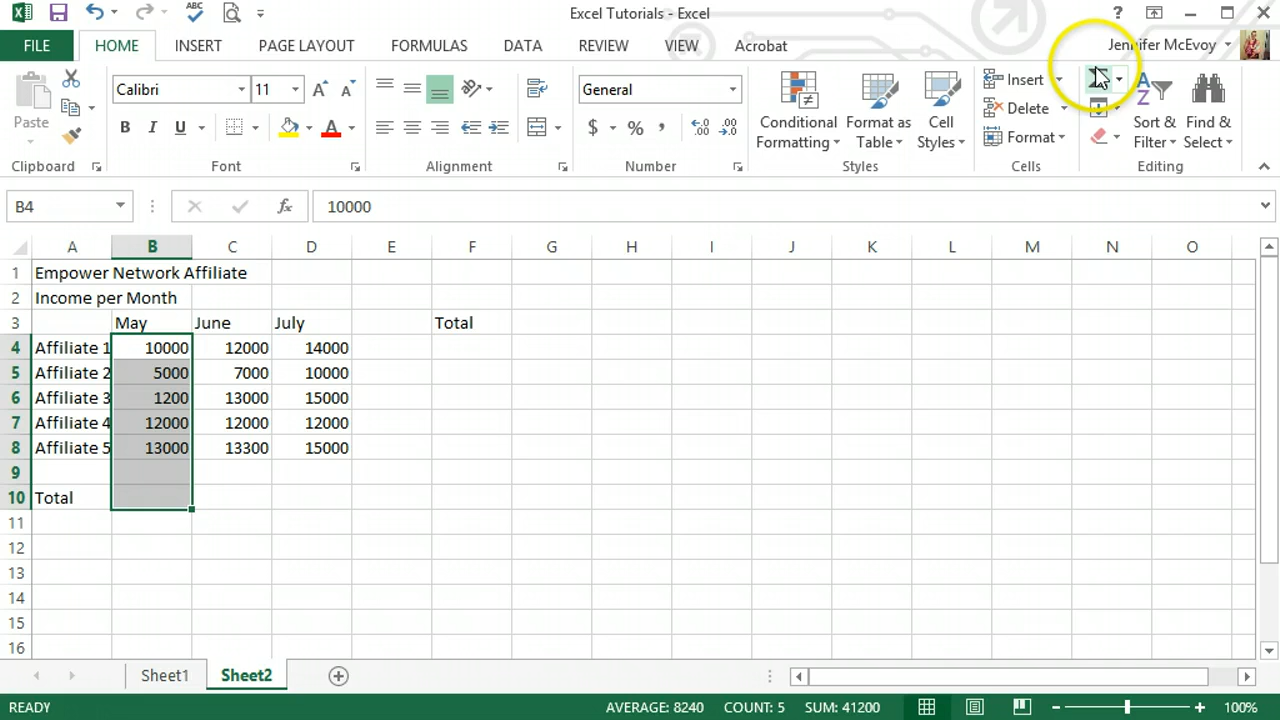 Excel Tutorials - Excel
?
FILE HOME INSERT PAGE LAYOUT FORMULAS DATA REVIEW VIEW Acrobat Jennifer McEvoy
Paste
Calibri 11
B I U
General
$ % ,
Conditional Formatting
Format as Table
Cell Styles
Insert
Delete
Format
Sort & Filter
Find & Select
Clipboard Font Alignment Number Styles Cells Editing
B4 fx 10000
A B C D E F G H I J K L M N O
1 Empower Network Affiliate
2 Income per Month
3 May June July Total
4 Affiliate 1 10000 12000 14000
5 Affiliate 2 5000 7000 10000
6 Affiliate 3 1200 13000 15000
7 Affiliate 4 12000 12000 12000
8 Affiliate 5 13000 13300 15000
9
10 Total
11
12
13
14
15
16
Sheet1 Sheet2
READY AVERAGE: 8240 COUNT: 5 SUM: 41200 100%